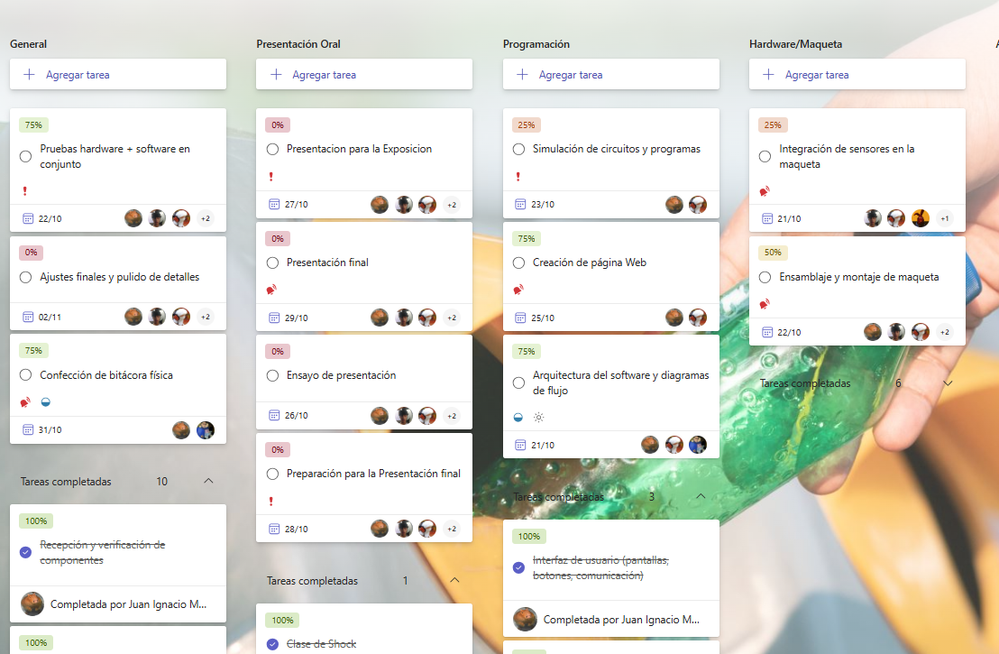 General
Agregar tarea
75%
Pruebas hardware + software en
conjunto
22/10
+2
0%
Ajustes finales y pulido de detalles
02/11
+2
75%
Confección de bitácora física
31/10
Tareas completadas 10
100%
Recepción y verificación de
componentes
Completada por Juan Ignacio M...
100%
Presentación Oral
Agregar tarea
0%
Presentacion para la Exposicion
27/10
+2
0%
Presentación final
29/10
+2
0%
Ensayo de presentación
26/10
+2
0%
Preparación para la Presentación final
28/10
+2
Tareas completadas 1
100%
Clase de Shock
Programación
Agregar tarea
25%
Simulación de circuitos y programas
23/10
75%
Creación de página Web
25/10
75%
Arquitectura del software y diagramas
de flujo
21/10
Tareas completadas 3
100%
Interfaz de usuario (pantallas,
botones, comunicación)
Completada por Juan Ignacio M...
Hardware/Maqueta
Agregar tarea
25%
Integración de sensores en la
maqueta
21/10
+1
50%
Ensamblaje y montaje de maqueta
22/10
+2
Tareas completadas 6